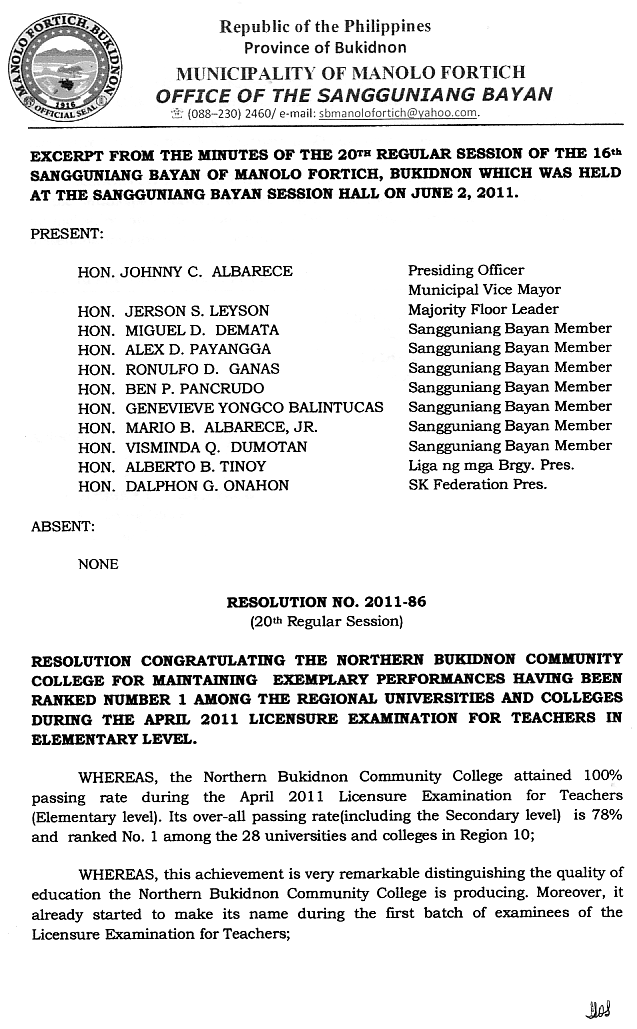 MANOLO FORTICH, BUKIDNON
1916
OFFICIAL SEAL
Republic of the Philippines
Province of Bukidnon
MUNICIPALITY OF MANOLO FORTICH
OFFICE OF THE SANGGUNIANG BAYAN
☏ (088–230) 2460/ e-mail: sbmanolofortich@yahoo.com.
EXCERPT FROM THE MINUTES OF THE 20TH REGULAR SESSION OF THE 16th
SANGGUNIANG BAYAN OF MANOLO FORTICH, BUKIDNON WHICH WAS HELD
AT THE SANGGUNIANG BAYAN SESSION HALL ON JUNE 2, 2011.
PRESENT:
HON. JOHNNY C. ALBARECE Presiding Officer
Municipal Vice Mayor
HON. JERSON S. LEYSON Majority Floor Leader
HON. MIGUEL D. DEMATA Sangguniang Bayan Member
HON. ALEX D. PAYANGGA Sangguniang Bayan Member
HON. RONULFO D. GANAS Sangguniang Bayan Member
HON. BEN P. PANCRUDO Sangguniang Bayan Member
HON. GENEVIEVE YONGCO BALINTUCAS Sangguniang Bayan Member
HON. MARIO B. ALBARECE, JR. Sangguniang Bayan Member
HON. VISMINDA Q. DUMOTAN Sangguniang Bayan Member
HON. ALBERTO B. TINOY Liga ng mga Brgy. Pres.
HON. DALPHON G. ONAHON SK Federation Pres.
ABSENT:
NONE
RESOLUTION NO. 2011-86
(20th Regular Session)
RESOLUTION CONGRATULATING THE NORTHERN BUKIDNON COMMUNITY
COLLEGE FOR MAINTAINING EXEMPLARY PERFORMANCES HAVING BEEN
RANKED NUMBER 1 AMONG THE REGIONAL UNIVERSITIES AND COLLEGES
DURING THE APRIL 2011 LICENSURE EXAMINATION FOR TEACHERS IN
ELEMENTARY LEVEL.
WHEREAS, the Northern Bukidnon Community College attained 100%
passing rate during the April 2011 Licensure Examination for Teachers
(Elementary level). Its over-all passing rate(including the Secondary level) is 78%
and ranked No. 1 among the 28 universities and colleges in Region 10;
WHEREAS, this achievement is very remarkable distinguishing the quality of
education the Northern Bukidnon Community College is producing. Moreover, it
already started to make its name during the first batch of examinees of the
Licensure Examination for Teachers;